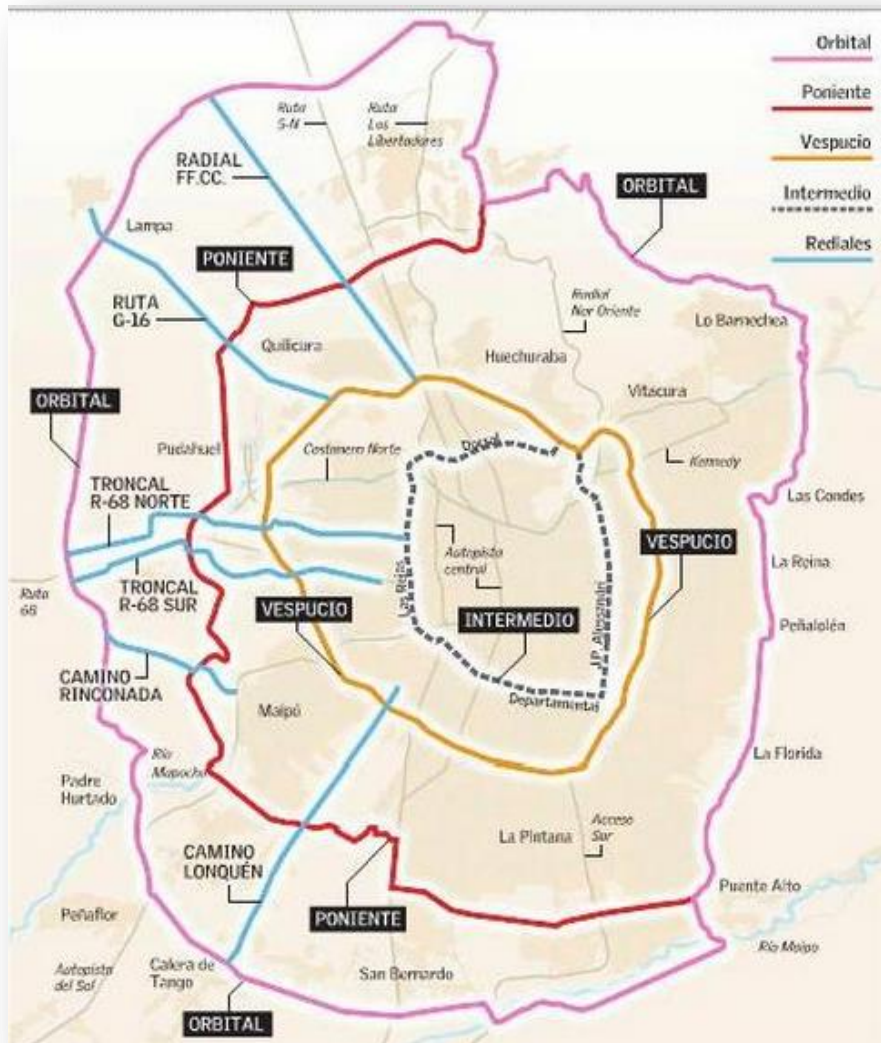 Orbital
Poniente
Vespucio
Intermedio
Rediales
Ruta
5-N
Ruta
Los
Libertadores
RADIAL
FF.CC.
ORBITAL
Lampa
PONIENTE
RUTA
G-16
Radial
Nor Oriente
Lo Barnechea
Quilicura
Huechuraba
Vitacura
ORBITAL
Pudahuel
Costanera Norte
Dorsal
Kennedy
TRONCAL
R-68 NORTE
Las Condes
Autopista
central
VESPUCIO
La Reina
TRONCAL
R-68 SUR
Ruta
68
Las Rejas
VESPUCIO
INTERMEDIO
J.P. Alessandri
Peñalolén
CAMINO
RINCONADA
Maipú
Departamental
Río
Mapocho
La Florida
Padre
Hurtado
CAMINO
LONQUÉN
La Pintana
Acceso
Sur
Puente Alto
Peñaflor
PONIENTE
Río Maipo
Autopista
del Sol
Calera de
Tango
San Bernardo
ORBITAL